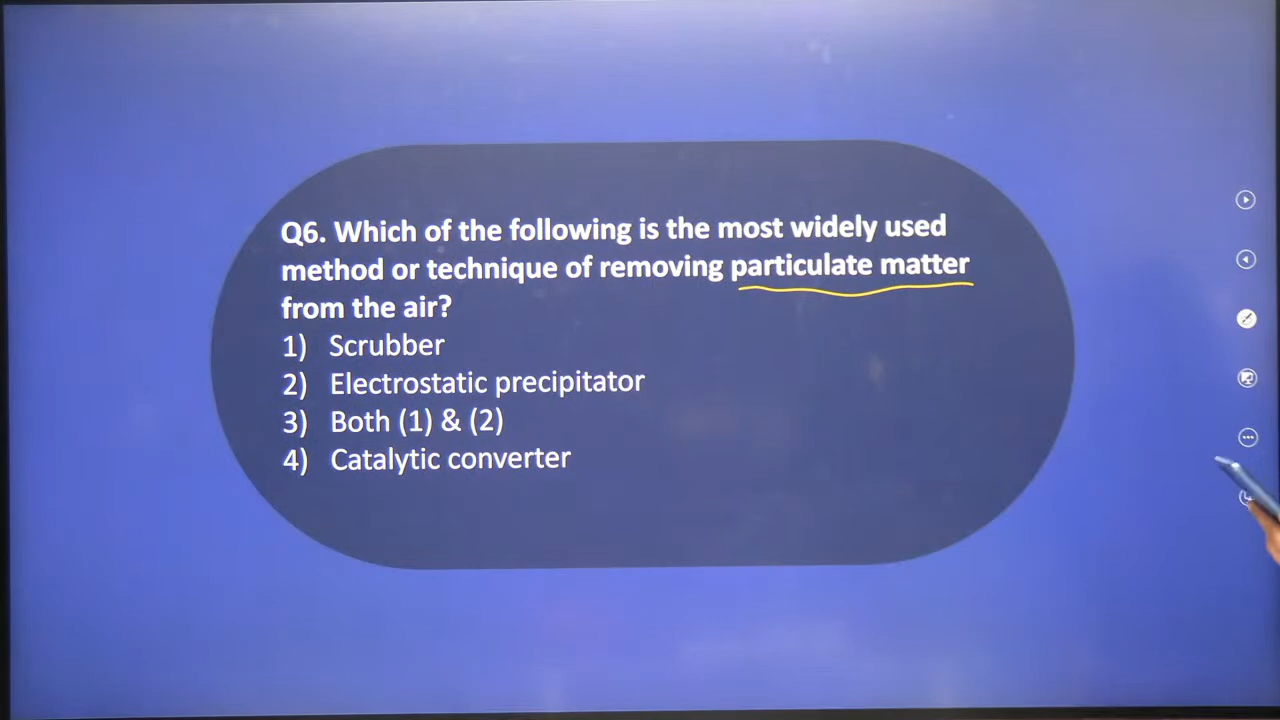 Q6. Which of the following is the most widely used
method or technique of removing particulate matter
from the air?
1) Scrubber
2) Electrostatic precipitator
3) Both (1) & (2)
4) Catalytic converter